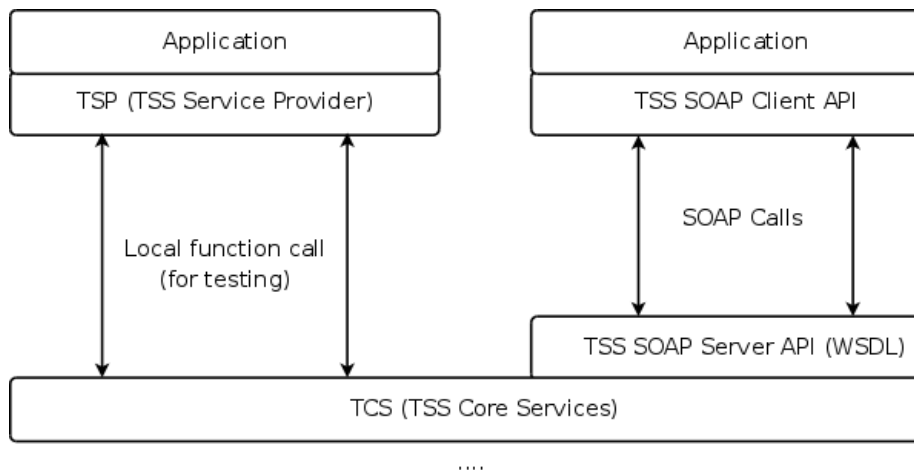 Application
TSP (TSS Service Provider)
Application
TSS SOAP Client API
Local function call
(for testing)
SOAP Calls
TSS SOAP Server API (WSDL)
TCS (TSS Core Services)
....